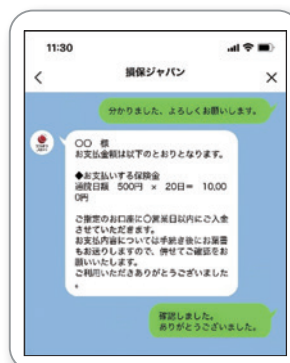 11:30
損保ジャパン
分かりました、よろしくお願いします。
〇〇 様
お支払金額は以下のとおりとなります。
◆お支払いする保険金
通院日額 500円 × 20日= 10,00
0円
ご指定のお口座に〇営業日以内にご入金
させていただきます。
お支払内容については手続き後にお葉書
もお送りしますので、併せてご確認をお
願いいたします。
ご利用いただきありがとうございました
。
確認しました。
ありがとうございました。